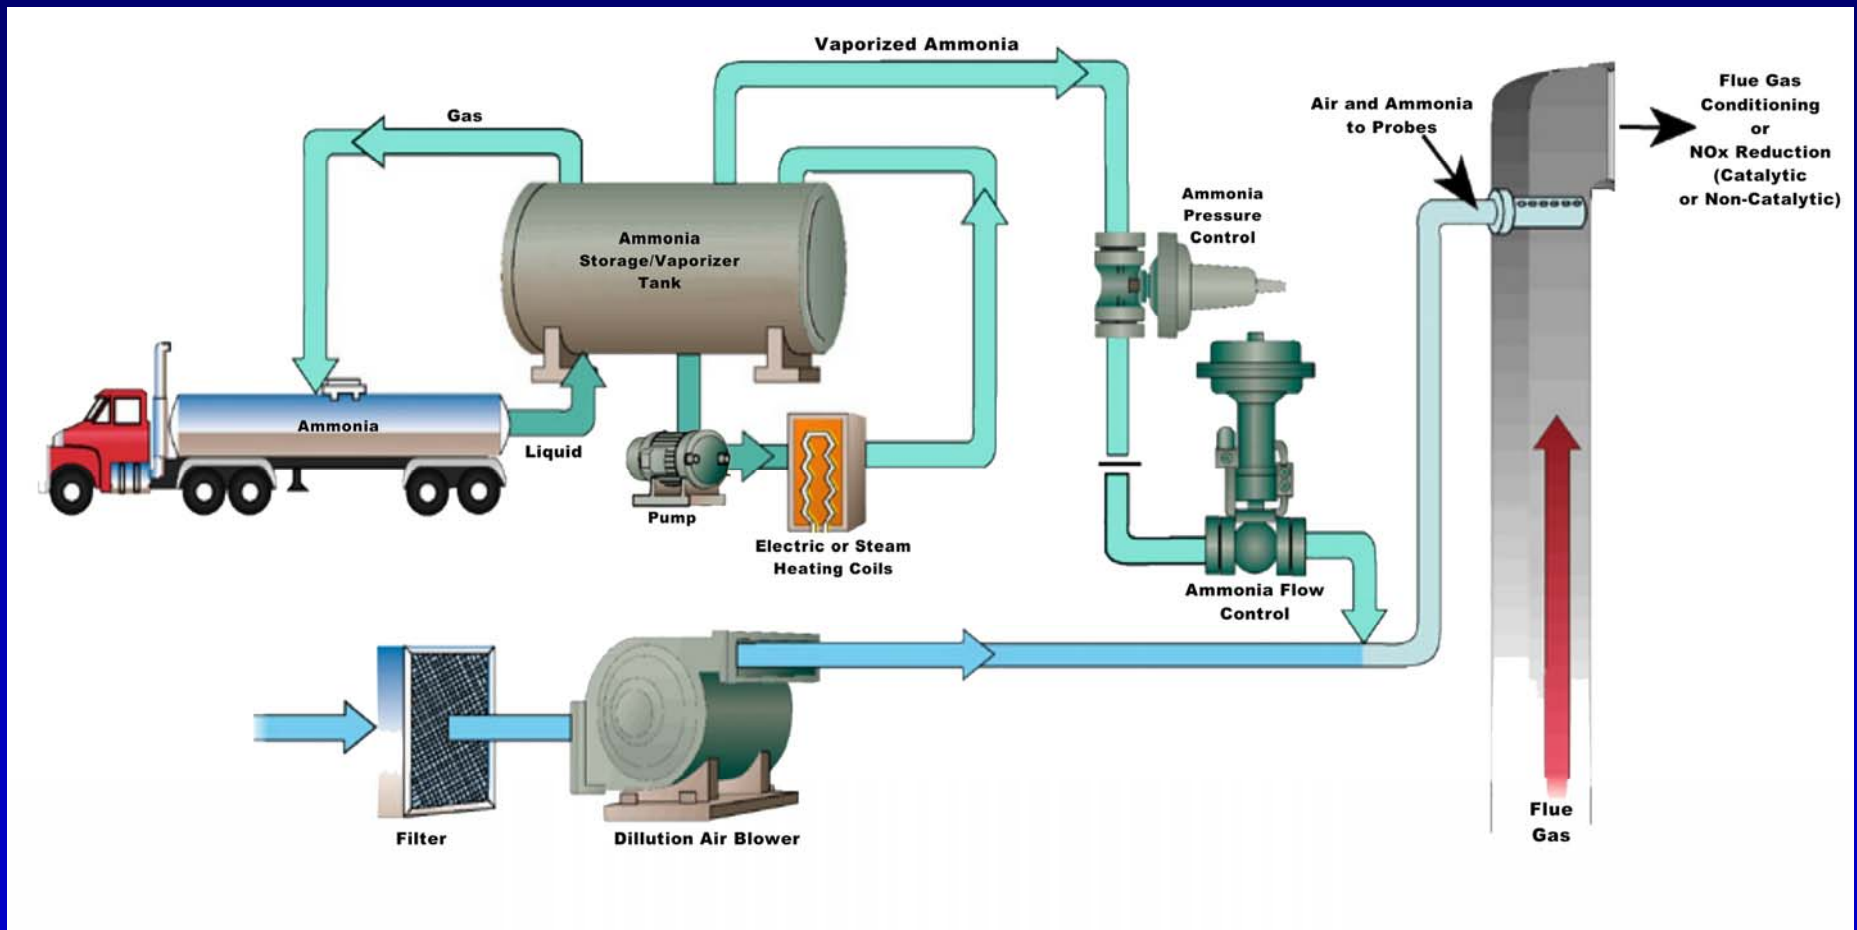 Vaporized Ammonia
Gas
Air and Ammonia
to Probes
Flue Gas
Conditioning
or
NOx Reduction
(Catalytic
or Non-Catalytic)
Ammonia
Pressure
Control
Ammonia
Storage/Vaporizer
Tank
Ammonia
Liquid
Pump
Electric or Steam
Heating Coils
Ammonia Flow
Control
Filter
Dillution Air Blower
Flue
Gas